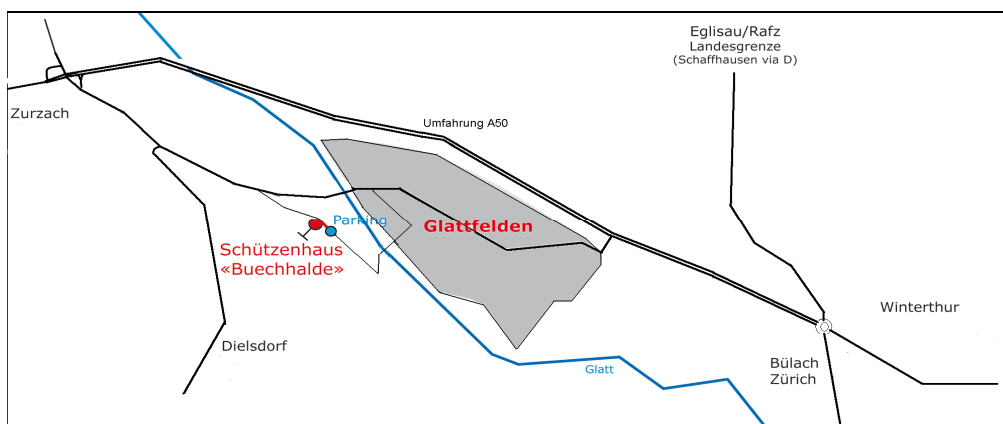 Eglisau/Rafz
Landesgrenze
(Schaffhausen via D)
Zurzach
Umfahrung A50
Parking
Glattfelden
Schützenhaus
«Buechhalde»
Winterthur
Dielsdorf
Bülach
Zürich
Glatt